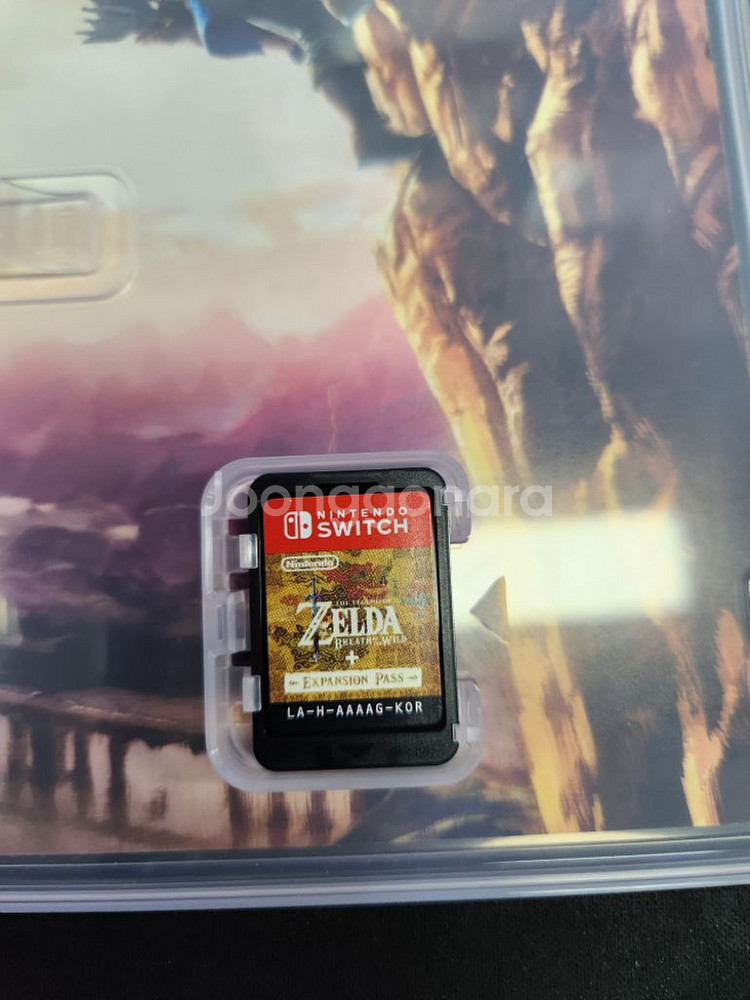 Joonggonara
NINTENDO
SWITCH
Nintendo
THE LEGEND OF
ZELDA
BREATH OF THE WILD
+
EXPANSION PASS
LA-H-AAAAG-KOR